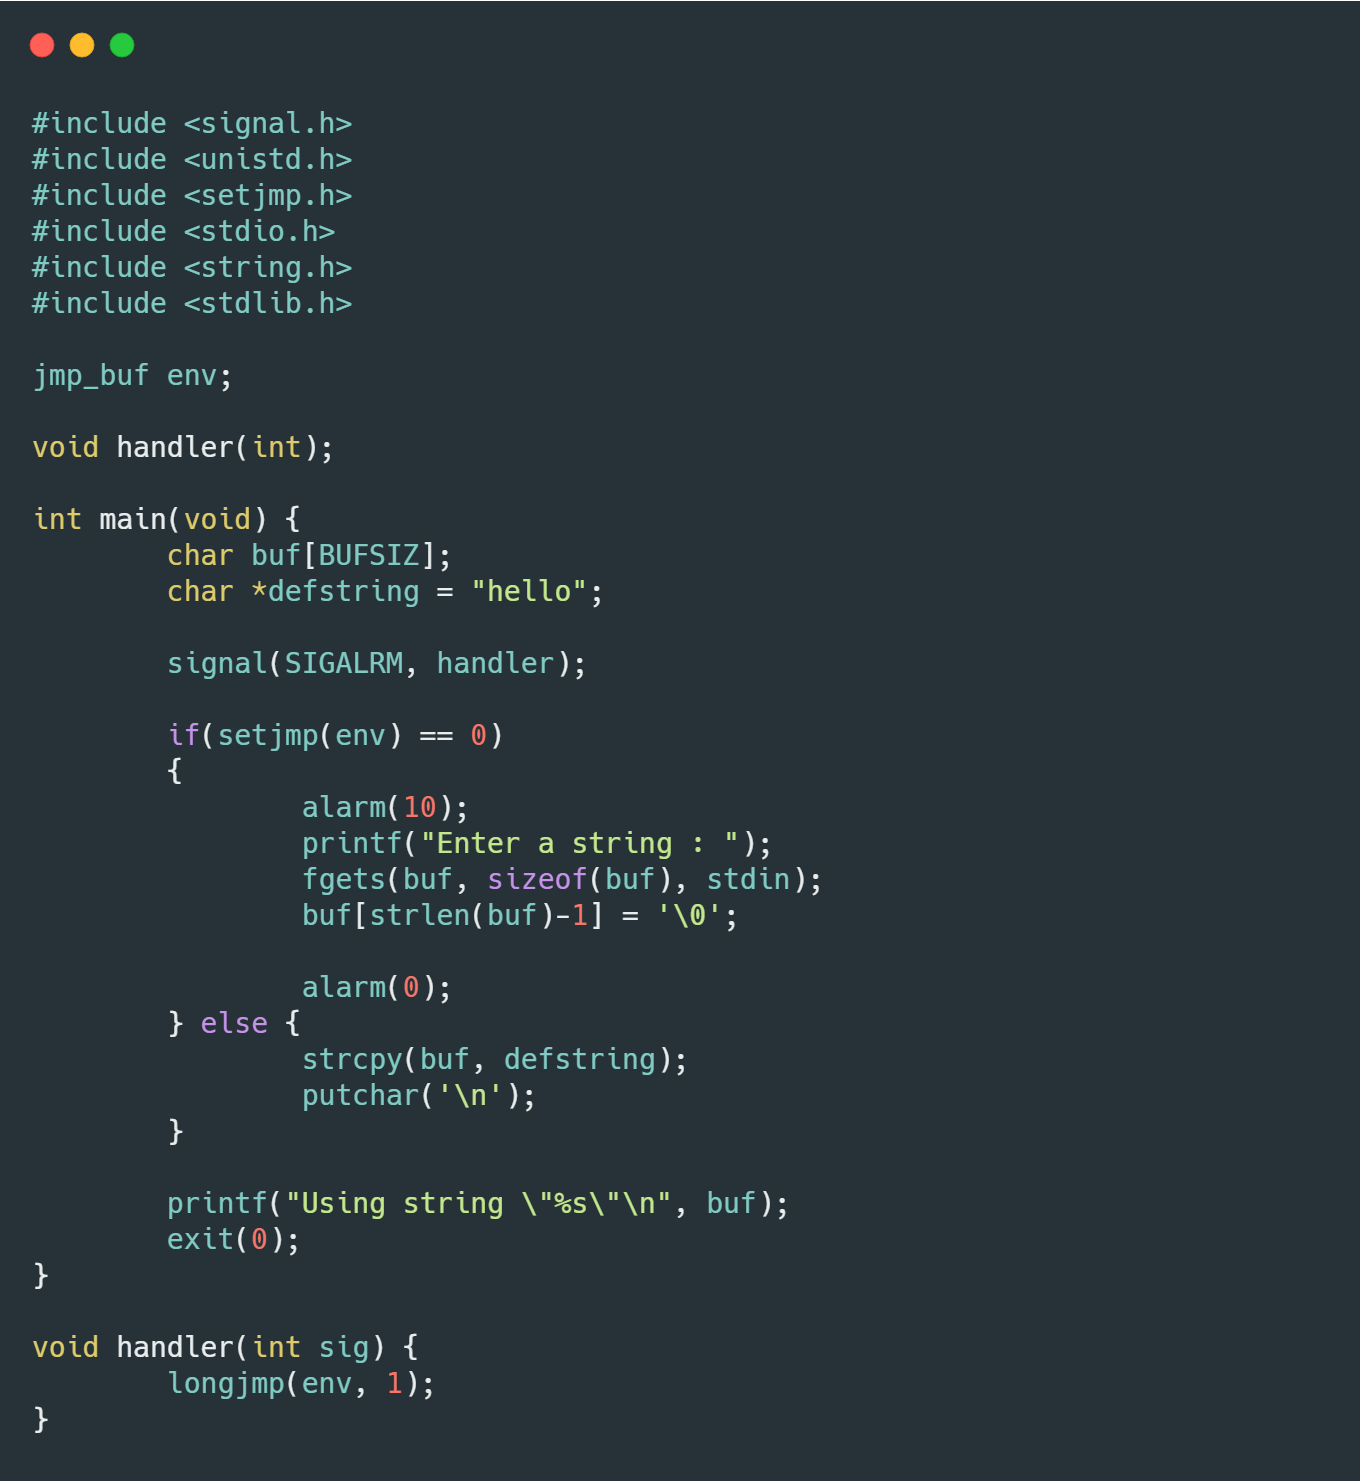 #include <signal.h>
#include <unistd.h>
#include <setjmp.h>
#include <stdio.h>
#include <string.h>
#include <stdlib.h>

jmp_buf env;

void handler(int);

int main(void) {
        char buf[BUFSIZ];
        char *defstring = "hello";

        signal(SIGALRM, handler);

        if(setjmp(env) == 0)
        {
                alarm(10);
                printf("Enter a string : ");
                fgets(buf, sizeof(buf), stdin);
                buf[strlen(buf)-1] = '\0';

                alarm(0);
        } else {
                strcpy(buf, defstring);
                putchar('\n');
        }

        printf("Using string \"%s\"\n", buf);
        exit(0);
}

void handler(int sig) {
        longjmp(env, 1);
}